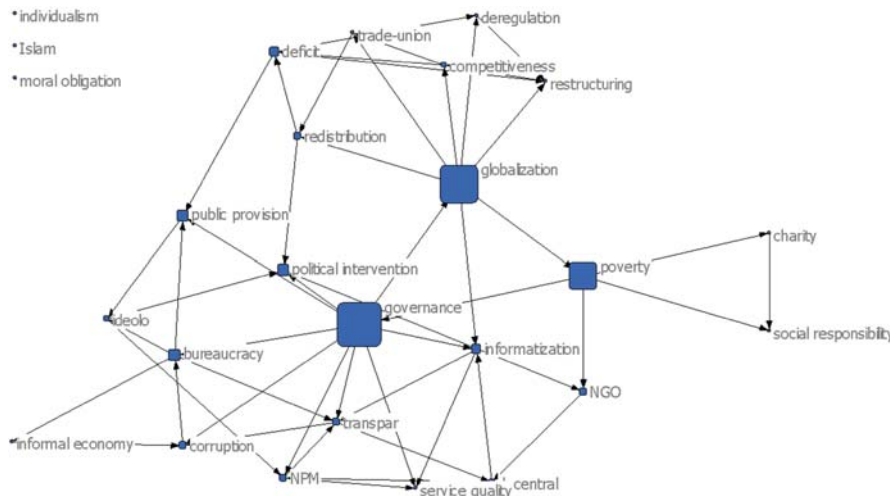 individualism
Islam
moral obligation
deregulation
trade-union
deficit
competitiveness
restructuring
redistribution
globalization
public provision
charity
political intervention
poverty
governance
ideolo
social responsibility
bureaucracy
informatization
NGO
transpar
informal economy
corruption
NPM
service quality
central